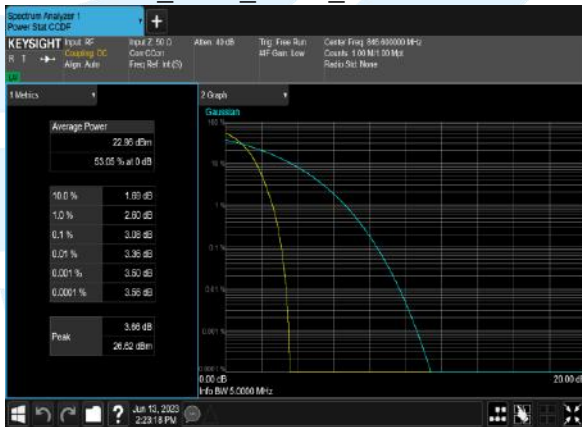 Spectrum Analyzer 1
Power Stat CCDF
KEYSIGHT
Input: RF
Coupling: DC
Align: Auto
Input Z: 50 Ω
Corr CCorr
Freq Ref: Int (S)
Atten: 40 dB
Trig: Free Run
#IF Gain: Low
Center Freq: 846.600000 MHz
Counts: 1.00 M/1.00 Mpt
Radio Std: None
R T
1 Metrics
Average Power
22.96 dBm
53.05 % at 0 dB
10.0 % 1.69 dB
1.0 % 2.60 dB
0.1 % 3.08 dB
0.01 % 3.36 dB
0.001 % 3.50 dB
0.0001 % 3.56 dB
Peak
3.66 dB
26.62 dBm
2 Graph
Gaussian
100 %
10 %
1 %
0.1 %
0.01 %
0.001 %
0.0001 %
0.00 dB
20.00 dB
Info BW 5.0000 MHz
Jun 13, 2023
2:23:18 PM